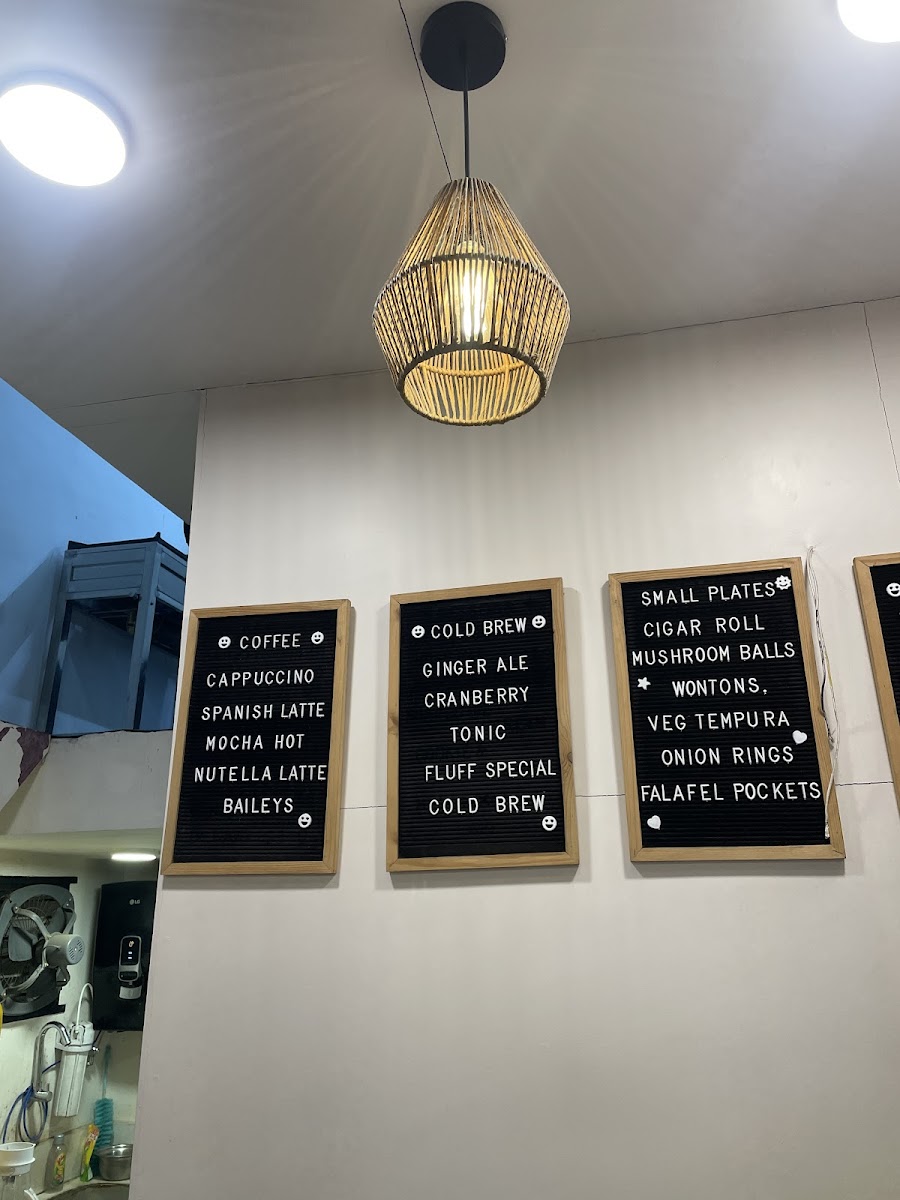 COFFEE
CAPPUCCINO
SPANISH LATTE
MOCHA HOT
NUTELLA LATTE
BAILEYS
COLD BREW
GINGER ALE
CRANBERRY
TONIC
FLUFF SPECIAL
COLD BREW
SMALL PLATES
CIGAR ROLL
MUSHROOM BALLS
WONTONS,
VEG TEMPURA
ONION RINGS
FALAFEL POCKETS
LG